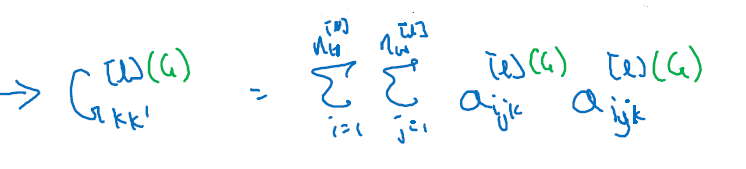 → G_{kk'}^{[l](G)} = \sum_{i=1}^{n_H^{[l]}} \sum_{j=1}^{n_W^{[l]}} a_{ijk}^{[l](G)} a_{ijk}^{[l](G)}